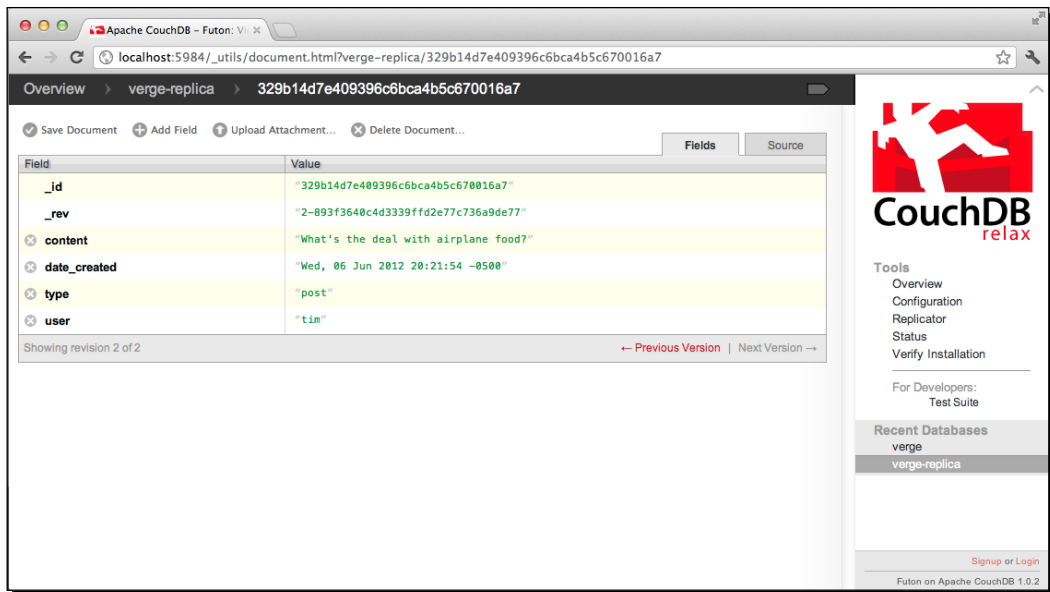 Apache CouchDB – Futon: Vi
localhost:5984/_utils/document.html?verge-replica/329b14d7e409396c6bca4b5c670016a7
Overview verge-replica 329b14d7e409396c6bca4b5c670016a7
Save Document Add Field Upload Attachment... Delete Document...
Fields Source
Field Value
_id "329b14d7e409396c6bca4b5c670016a7"
_rev "2-893f3640c4d3339ffd2e77c736a9de77"
content "What's the deal with airplane food?"
date_created "Wed, 06 Jun 2012 20:21:54 -0500"
type "post"
user "tim"
Showing revision 2 of 2 ← Previous Version | Next Version →
CouchDB
relax
Tools
Overview
Configuration
Replicator
Status
Verify Installation
For Developers:
Test Suite
Recent Databases
verge
verge-replica
Signup or Login
Futon on Apache CouchDB 1.0.2